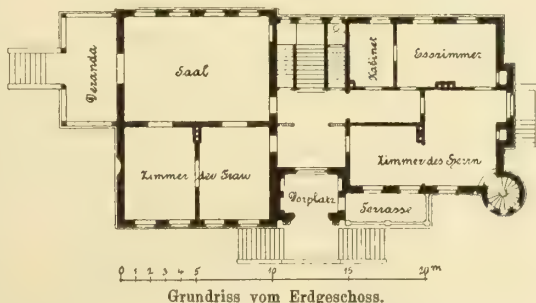 Veranda
Saal
Kabinet
Esszimmer
Zimmer der Frau
Zimmer des Herrn
Vorplatz
Terrasse
0 1 2 3 4 5 10 15 20 m
Grundriss vom Erdgeschoss.